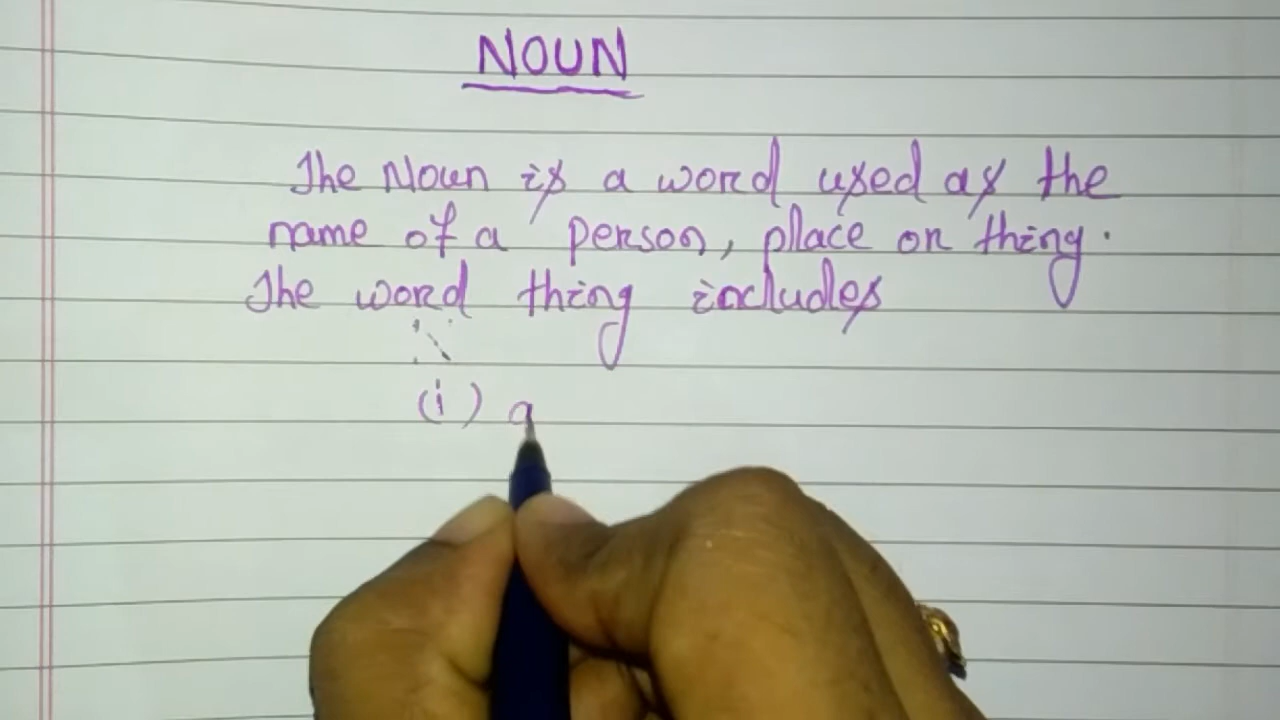 NOUN
The Noun is a word used as the
name of a person, place or thing.
The word thing includes
(i) a